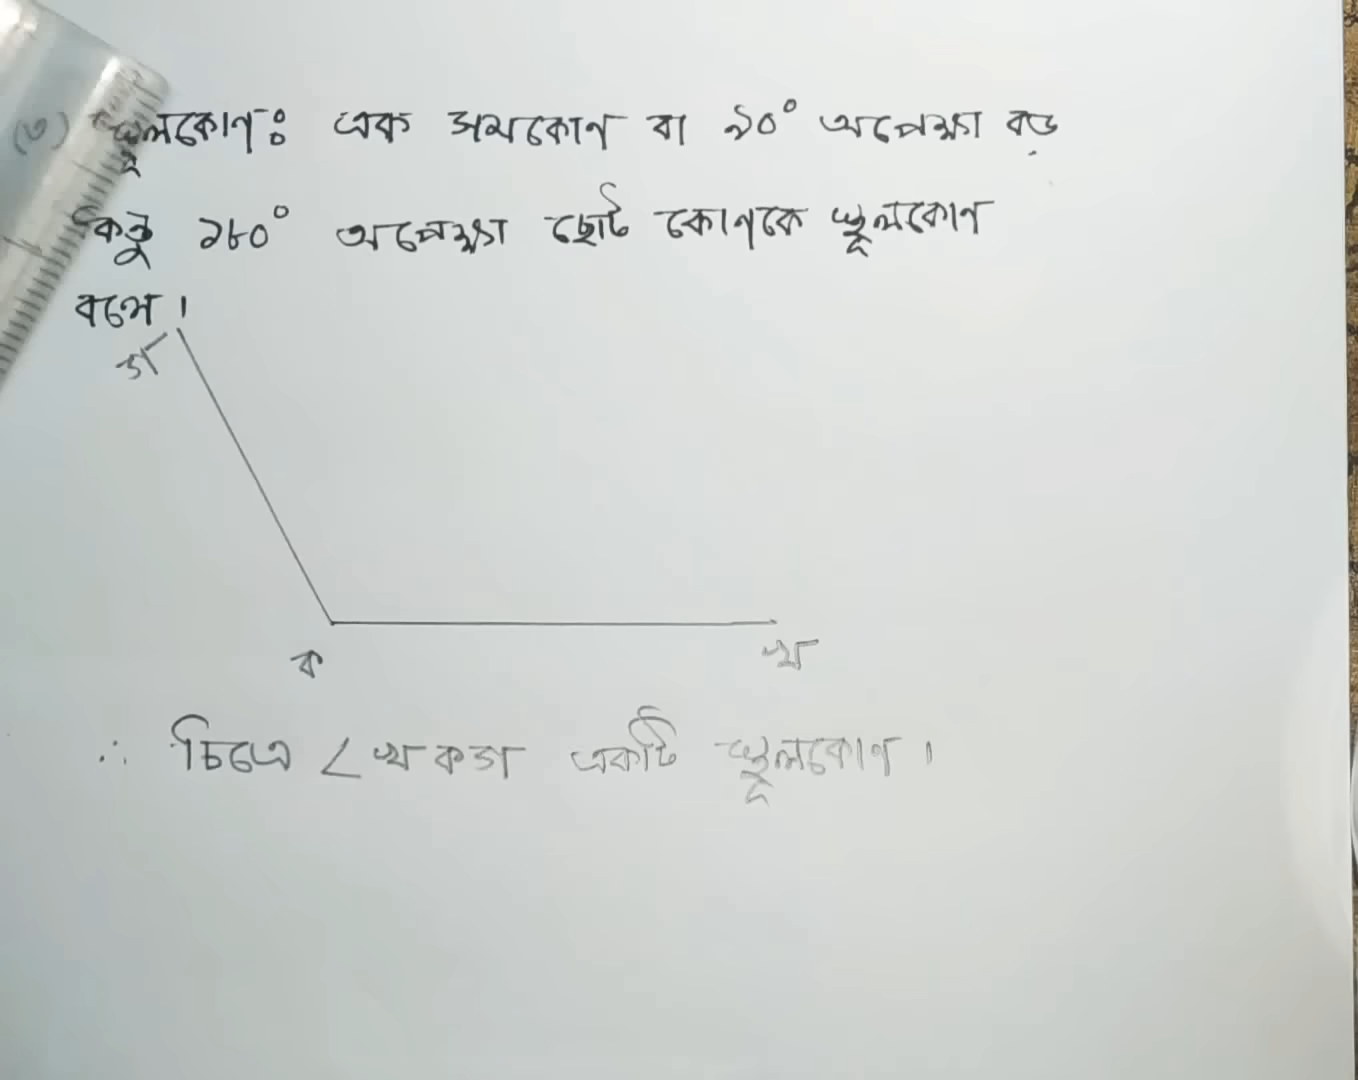 (৩) স্থূলকোণঃ এক সমকোণ বা ৯০° অপেক্ষা বড়
কিন্তু ১৮০° অপেক্ষা ছোট কোণকে স্থূলকোণ
বলে।
গ
ক
খ
∴ চিত্রে ∠খকগ একটি স্থূলকোণ।